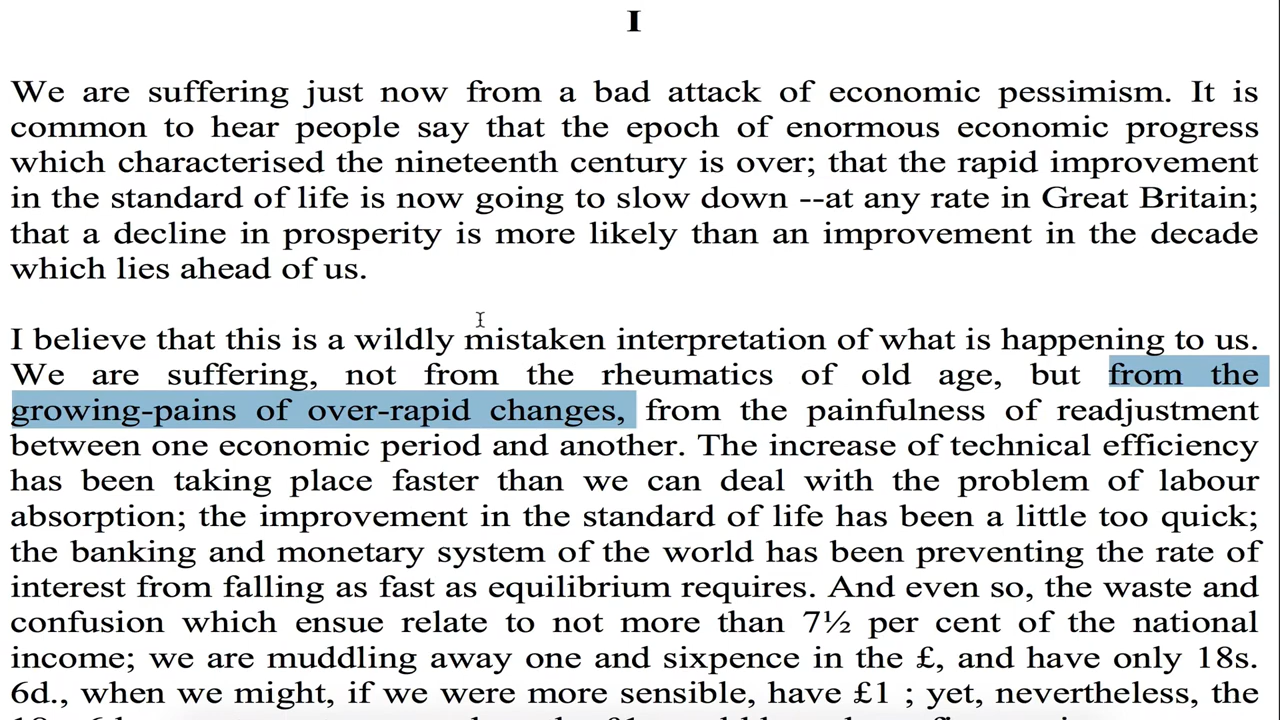 I
We are suffering just now from a bad attack of economic pessimism. It is
common to hear people say that the epoch of enormous economic progress
which characterised the nineteenth century is over; that the rapid improvement
in the standard of life is now going to slow down --at any rate in Great Britain;
that a decline in prosperity is more likely than an improvement in the decade
which lies ahead of us.
I believe that this is a wildly mistaken interpretation of what is happening to us.
We are suffering, not from the rheumatics of old age, but from the
growing-pains of over-rapid changes, from the painfulness of readjustment
between one economic period and another. The increase of technical efficiency
has been taking place faster than we can deal with the problem of labour
absorption; the improvement in the standard of life has been a little too quick;
the banking and monetary system of the world has been preventing the rate of
interest from falling as fast as equilibrium requires. And even so, the waste and
confusion which ensue relate to not more than 7½ per cent of the national
income; we are muddling away one and sixpence in the £, and have only 18s.
6d., when we might, if we were more sensible, have £1 ; yet, nevertheless, the